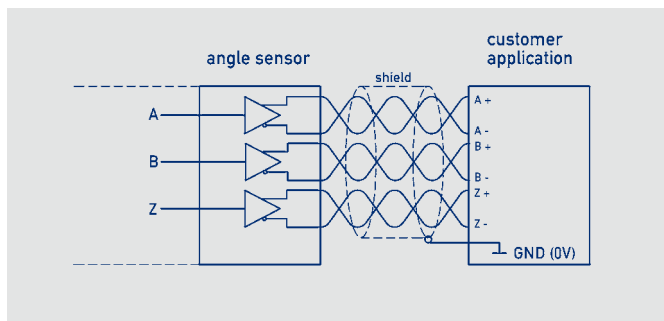 angle sensor
customer
application
shield
A
B
Z
A +
A -
B +
B -
Z +
Z -
GND (0V)